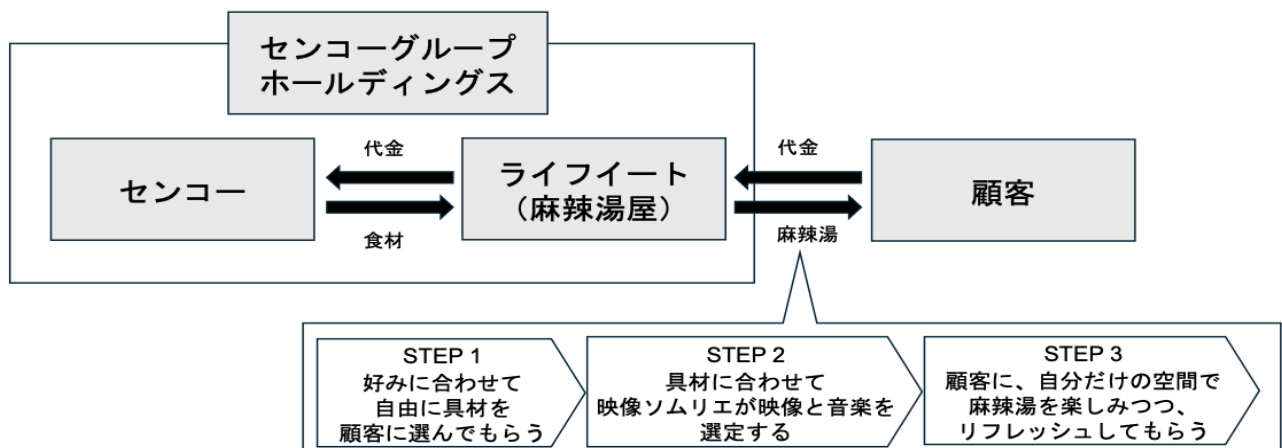 センコーグループ
ホールディングス
センコー
代金
食材
ライフイート
（麻辣湯屋）
代金
麻辣湯
顧客
STEP 1
好みに合わせて
自由に具材を
顧客に選んでもらう
STEP 2
具材に合わせて
映像ソムリエが映像と音楽を
選定する
STEP 3
顧客に、自分だけの空間で
麻辣湯を楽しみつつ、
リフレッシュしてもらう